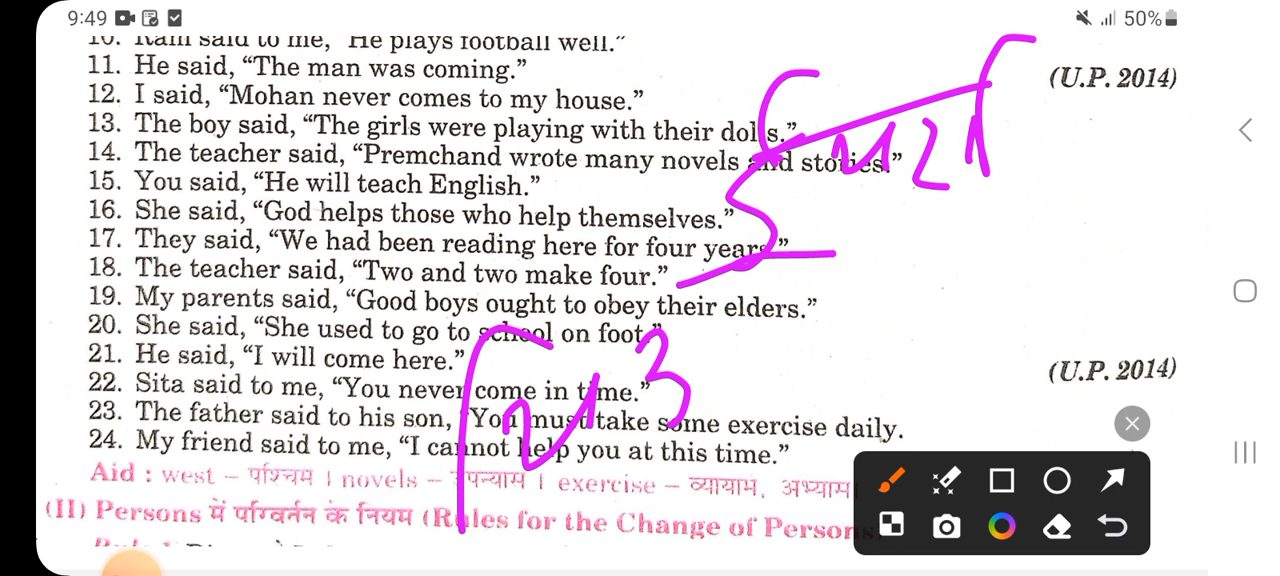 9:49 50%
10. Ram said to me, "He plays football well."
11. He said, "The man was coming." (U.P. 2014)
12. I said, "Mohan never comes to my house."
13. The boy said, "The girls were playing with their dolls."
14. The teacher said, "Premchand wrote many novels and stories."
15. You said, "He will teach English."
16. She said, "God helps those who help themselves."
17. They said, "We had been reading here for four years."
18. The teacher said, "Two and two make four."
19. My parents said, "Good boys ought to obey their elders."
20. She said, "She used to go to school on foot."
21. He said, "I will come here." (U.P. 2014)
22. Sita said to me, "You never come in time."
23. The father said to his son, "You must take some exercise daily.
24. My friend said to me, "I cannot help you at this time."
Aid : west – पश्चिम । novels – उपन्यास । exercise – व्यायाम, अभ्यास
(II) Persons में परिवर्तन के नियम (Rules for the Change of Persons